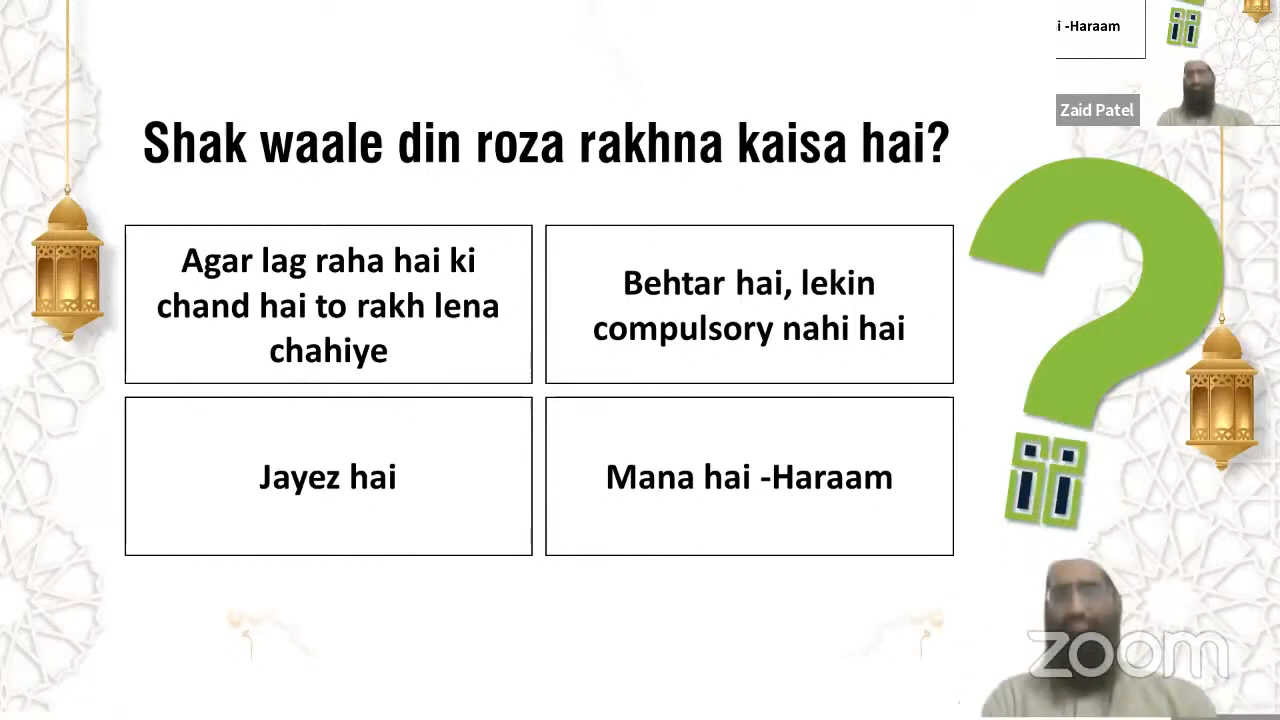 i -Haraam
Zaid Patel
Shak waale din roza rakhna kaisa hai?
Agar lag raha hai ki
chand hai to rakh lena
chahiye
Behtar hai, lekin
compulsory nahi hai
Jayez hai
Mana hai -Haraam
zoom